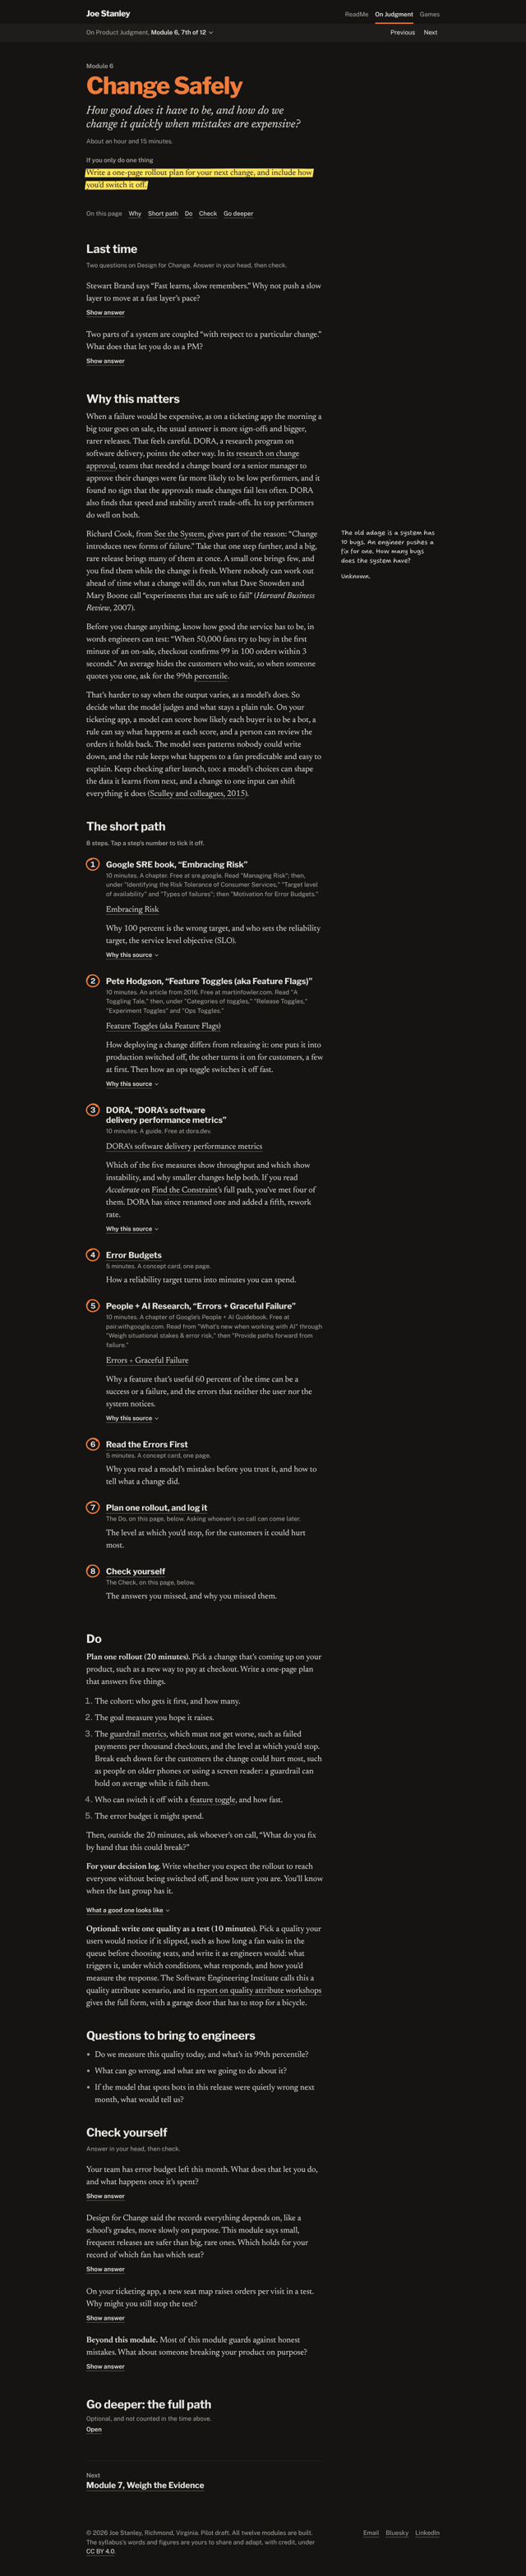 Joe Stanley
ReadMe On Judgment Games
On Product Judgment, Module 6, 7th of 12
Previous Next
Module 6
Change Safely
How good does it have to be, and how do we
change it quickly when mistakes are expensive?
About an hour and 15 minutes.
If you only do one thing
Write a one-page rollout plan for your next change, and include how
you'd switch it off.
On this page Why Short path Do Check Go deeper
Last time
Two questions on Design for Change. Answer in your head, then check.
Stewart Brand says “Fast learns, slow remembers.” Why not push a slow
layer to move at a fast layer's pace?
Show answer
Two parts of a system are coupled “with respect to a particular change.”
What does that let you do as a PM?
Show answer
Why this matters
When a failure would be expensive, as on a ticketing app the morning a
big tour goes on sale, the usual answer is more sign-offs and bigger,
rarer releases. That feels careful. DORA, a research program on
software delivery, points the other way. In its research on change
approval, teams that needed a change board or a senior manager to
approve their changes were far more likely to be low performers, and it
found no sign that the approvals made changes fail less often. DORA
also finds that speed and stability aren't trade-offs. Its top performers
do well on both.
The old adage is a system has
10 bugs. An engineer pushes a
fix for one. How many bugs
does the system have?
Unknown.
Richard Cook, from See the System, gives part of the reason: “Change
introduces new forms of failure.” Take that one step further, and a big,
rare release brings many of them at once. A small one brings few, and
you find them while the change is fresh. Where nobody can work out
ahead of time what a change will do, run what Dave Snowden and
Mary Boone call “experiments that are safe to fail” (Harvard Business
Review, 2007).
Before you change anything, know how good the service has to be, in
words engineers can test: “When 50,000 fans try to buy in the first
minute of an on-sale, checkout confirms 99 in 100 orders within 3
seconds.” An average hides the customers who wait, so when someone
quotes you one, ask for the 99th percentile.
That's harder to say when the output varies, as a model's does. So
decide what the model judges and what stays a plain rule. On your
ticketing app, a model can score how likely each buyer is to be a bot, a
rule can say what happens at each score, and a person can review the
orders it holds back. The model sees patterns nobody could write
down, and the rule keeps what happens to a fan predictable and easy to
explain. Keep checking after launch, too: a model's choices can shape
the data it learns from next, and a change to one input can shift
everything it does (Sculley and colleagues, 2015).
The short path
8 steps. Tap a step's number to tick it off.
1 Google SRE book, “Embracing Risk”
10 minutes. A chapter. Free at sre.google. Read "Managing Risk"; then,
under "Identifying the Risk Tolerance of Consumer Services," "Target level
of availability" and "Types of failures"; then "Motivation for Error Budgets."
Embracing Risk
Why 100 percent is the wrong target, and who sets the reliability
target, the service level objective (SLO).
Why this source
2 Pete Hodgson, “Feature Toggles (aka Feature Flags)”
10 minutes. An article from 2016. Free at martinfowler.com. Read "A
Toggling Tale," then, under "Categories of toggles," "Release Toggles,"
"Experiment Toggles" and "Ops Toggles."
Feature Toggles (aka Feature Flags)
How deploying a change differs from releasing it: one puts it into
production switched off, the other turns it on for customers, a few
at first. Then how an ops toggle switches it off fast.
Why this source
3 DORA, “DORA's software
delivery performance metrics”
10 minutes. A guide. Free at dora.dev.
DORA's software delivery performance metrics
Which of the five measures show throughput and which show
instability, and why smaller changes help both. If you read
Accelerate on Find the Constraint's full path, you've met four of
them. DORA has since renamed one and added a fifth, rework
rate.
Why this source
4 Error Budgets
5 minutes. A concept card, one page.
How a reliability target turns into minutes you can spend.
5 People + AI Research, “Errors + Graceful Failure”
10 minutes. A chapter of Google's People + AI Guidebook. Free at
pair.withgoogle.com. Read from "What's new when working with AI" through
"Weigh situational stakes & error risk," then "Provide paths forward from
failure."
Errors + Graceful Failure
Why a feature that's useful 60 percent of the time can be a
success or a failure, and the errors that neither the user nor the
system notices.
Why this source
6 Read the Errors First
5 minutes. A concept card, one page.
Why you read a model's mistakes before you trust it, and how to
tell what a change did.
7 Plan one rollout, and log it
The Do, on this page, below. Asking whoever's on call can come later.
The level at which you'd stop, for the customers it could hurt
most.
8 Check yourself
The Check, on this page, below.
The answers you missed, and why you missed them.
Do
Plan one rollout (20 minutes). Pick a change that's coming up on your
product, such as a new way to pay at checkout. Write a one-page plan
that answers five things.
1. The cohort: who gets it first, and how many.
2. The goal measure you hope it raises.
3. The guardrail metrics, which must not get worse, such as failed
payments per thousand checkouts, and the level at which you'd stop.
Break each down for the customers the change could hurt most, such
as people on older phones or using a screen reader: a guardrail can
hold on average while it fails them.
4. Who can switch it off with a feature toggle, and how fast.
5. The error budget it might spend.
Then, outside the 20 minutes, ask whoever's on call, “What do you fix
by hand that this could break?”
For your decision log. Write whether you expect the rollout to reach
everyone without being switched off, and how sure you are. You'll know
when the last group has it.
What a good one looks like
Optional: write one quality as a test (10 minutes). Pick a quality your
users would notice if it slipped, such as how long a fan waits in the
queue before choosing seats, and write it as engineers would: what
triggers it, under which conditions, what responds, and how you'd
measure the response. The Software Engineering Institute calls this a
quality attribute scenario, and its report on quality attribute workshops
gives the full form, with a garage door that has to stop for a bicycle.
Questions to bring to engineers
• Do we measure this quality today, and what's its 99th percentile?
• What can go wrong, and what are we going to do about it?
• If the model that spots bots in this release were quietly wrong next
month, what would tell us?
Check yourself
Answer in your head, then check.
Your team has error budget left this month. What does that let you do,
and what happens once it's spent?
Show answer
Design for Change said the records everything depends on, like a
school's grades, move slowly on purpose. This module says small,
frequent releases are safer than big, rare ones. Which holds for your
record of which fan has which seat?
Show answer
On your ticketing app, a new seat map raises orders per visit in a test.
Why might you still stop the test?
Show answer
Beyond this module. Most of this module guards against honest
mistakes. What about someone breaking your product on purpose?
Show answer
Go deeper: the full path
Optional, and not counted in the time above.
Open
Next
Module 7, Weigh the Evidence
© 2026 Joe Stanley, Richmond, Virginia. Pilot draft. All twelve modules are built.
The syllabus's words and figures are yours to share and adapt, with credit, under
CC BY 4.0.
Email Bluesky LinkedIn